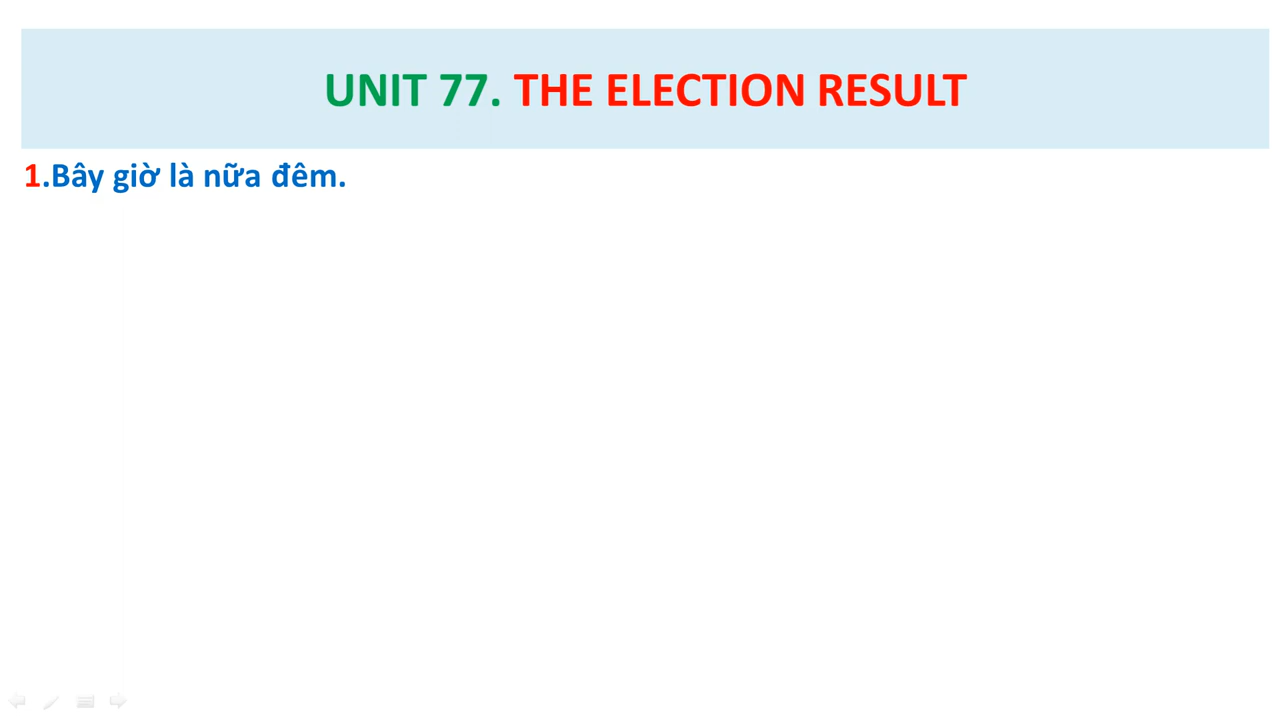 UNIT 77. THE ELECTION RESULT
1.Bây giờ là nữa đêm.